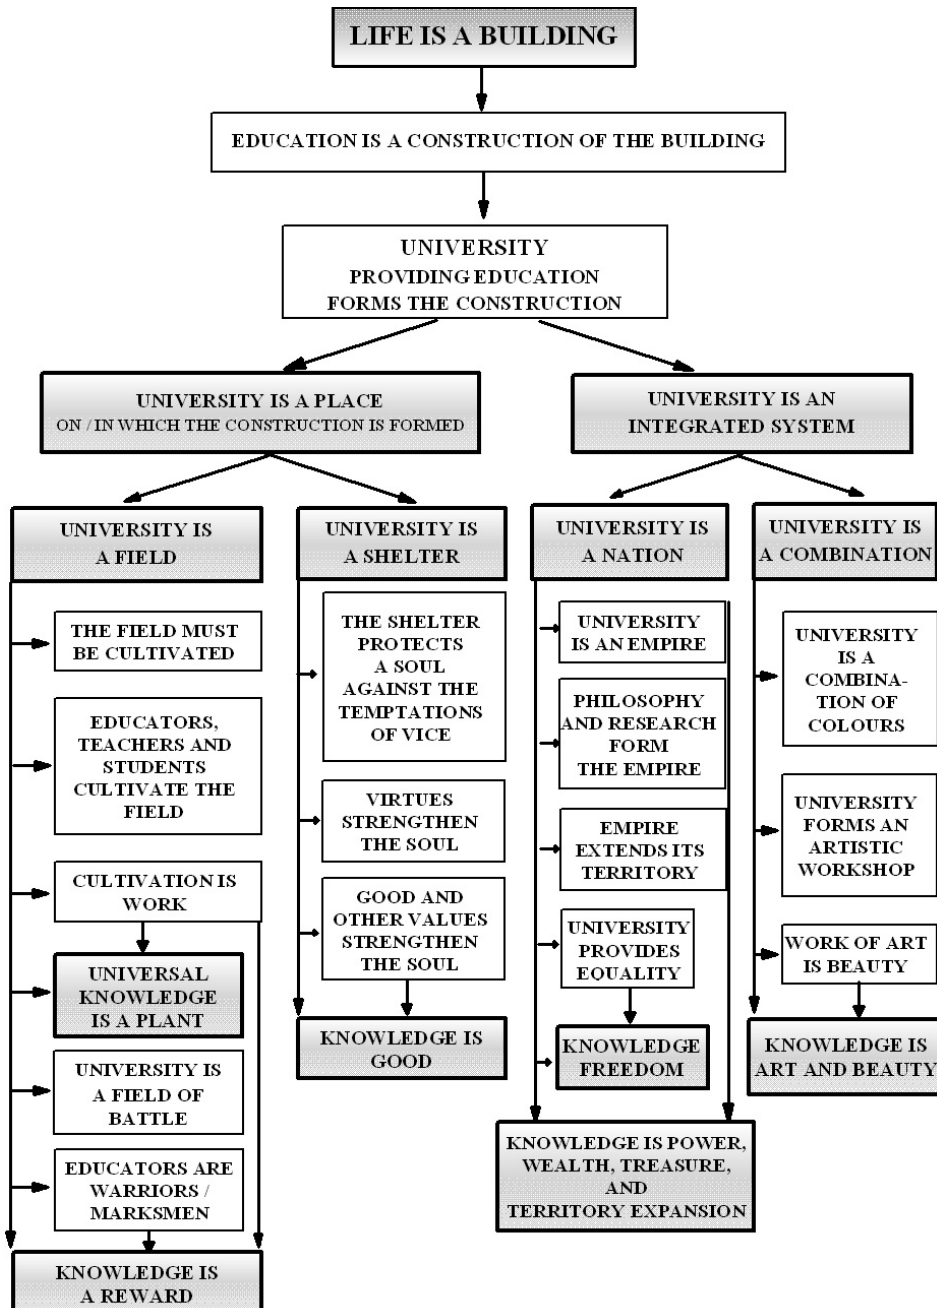 LIFE IS A BUILDING
EDUCATION IS A CONSTRUCTION OF THE BUILDING
UNIVERSITY
PROVIDING EDUCATION
FORMS THE CONSTRUCTION
UNIVERSITY IS A PLACE
ON / IN WHICH THE CONSTRUCTION IS FORMED
UNIVERSITY IS AN
INTEGRATED SYSTEM
UNIVERSITY IS
A FIELD
UNIVERSITY IS
A SHELTER
UNIVERSITY IS
A NATION
UNIVERSITY IS
A COMBINATION
THE FIELD MUST
BE CULTIVATED
EDUCATORS,
TEACHERS AND
STUDENTS
CULTIVATE THE
FIELD
CULTIVATION IS
WORK
UNIVERSAL
KNOWLEDGE
IS A PLANT
UNIVERSITY IS
A FIELD OF
BATTLE
EDUCATORS ARE
WARRIORS /
MARKSMEN
KNOWLEDGE IS
A REWARD
THE SHELTER
PROTECTS
A SOUL
AGAINST THE
TEMPTATIONS
OF VICE
VIRTUES
STRENGTHEN
THE SOUL
GOOD AND
OTHER VALUES
STRENGTHEN
THE SOUL
KNOWLEDGE IS
GOOD
UNIVERSITY
IS AN EMPIRE
PHILOSOPHY
AND RESEARCH
FORM
THE EMPIRE
EMPIRE
EXTENDS ITS
TERRITORY
UNIVERSITY
PROVIDES
EQUALITY
KNOWLEDGE
FREEDOM
KNOWLEDGE IS POWER,
WEALTH, TREASURE,
AND
TERRITORY EXPANSION
UNIVERSITY
IS A
COMBINA-
TION OF
COLOURS
UNIVERSITY
FORMS AN
ARTISTIC
WORKSHOP
WORK OF ART
IS BEAUTY
KNOWLEDGE IS
ART AND BEAUTY